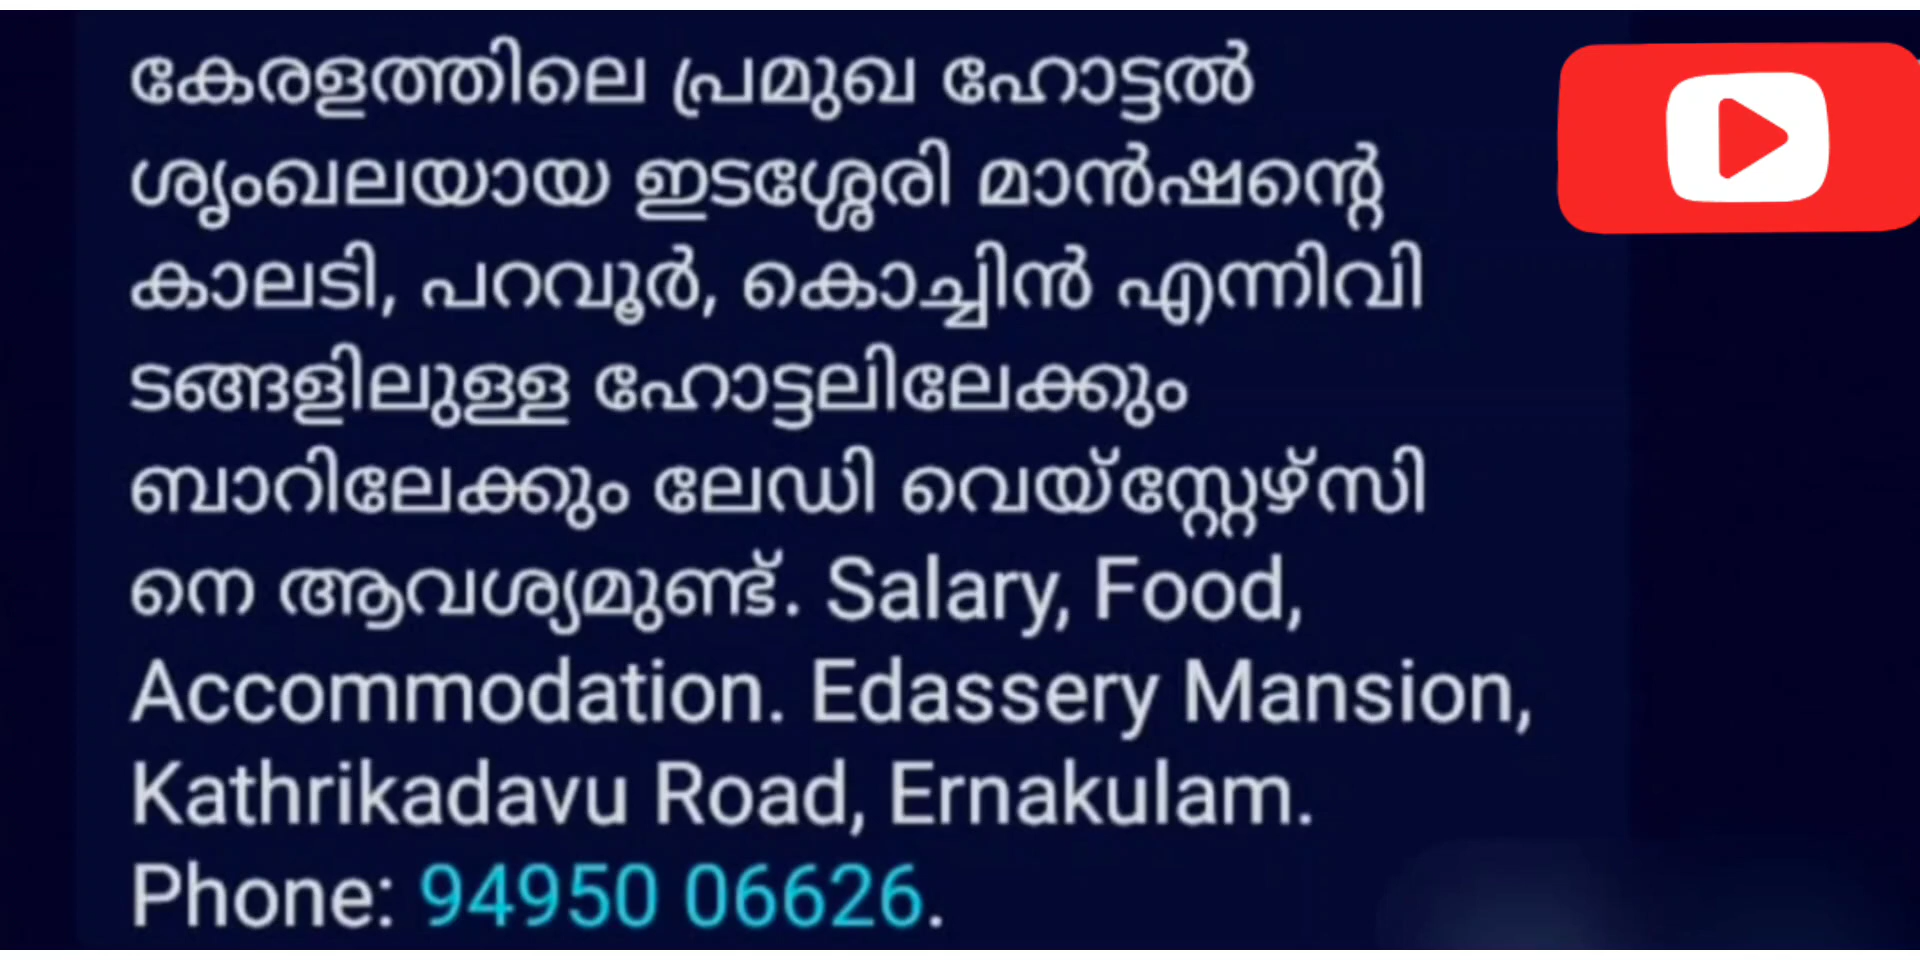 കേരളത്തിലെ പ്രമുഖ ഹോട്ടൽ
ശൃംഖലയായ ഇടശ്ശേരി മാൻഷന്റെ
കാലടി, പറവൂർ, കൊച്ചിൻ എന്നിവി
ടങ്ങളിലുള്ള ഹോട്ടലിലേക്കും
ബാറിലേക്കും ലേഡി വെയ്സ്റ്റേഴ്സി
നെ ആവശ്യമുണ്ട്. Salary, Food,
Accommodation. Edassery Mansion,
Kathrikadavu Road, Ernakulam.
Phone: 94950 06626.